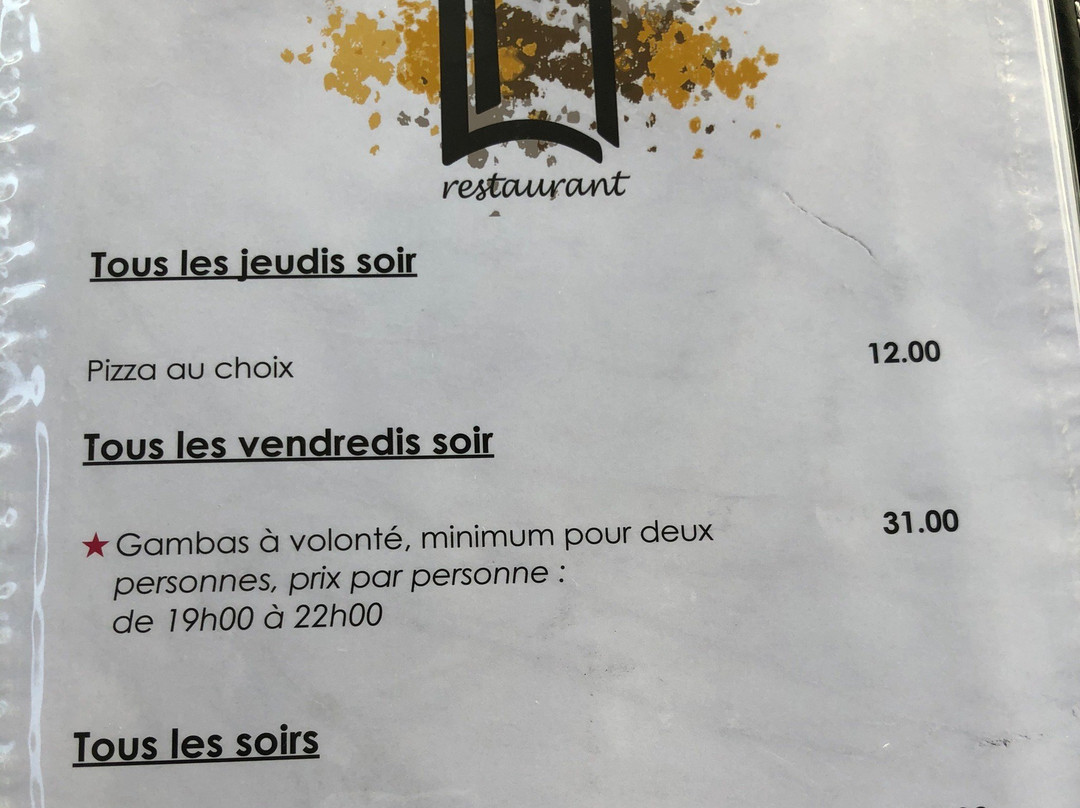 restaurant
Tous les jeudis soir
Pizza au choix 12.00
Tous les vendredis soir
★ Gambas à volonté, minimum pour deux 31.00
personnes, prix par personne :
de 19h00 à 22h00
Tous les soirs